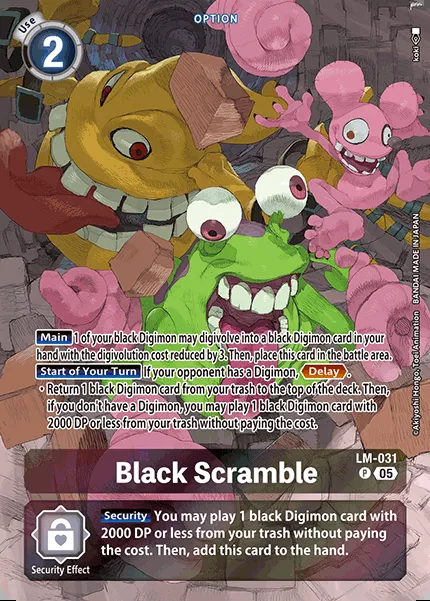 OPTION
Use
2
koki
Main 1 of your black Digimon may digivolve into a black Digimon card in your
hand with the digivolution cost reduced by 3. Then, place this card in the battle area.
Start of Your Turn If your opponent has a Digimon, Delay.
・Return 1 black Digimon card from your trash to the top of the deck. Then,
if you don't have a Digimon, you may play 1 black Digimon card with
2000 DP or less from your trash without paying the cost.
©Akiyoshi Hongo, Toei Animation BANDAI MADE IN JAPAN
LM-031
P 05
Black Scramble
Security You may play 1 black Digimon card with
2000 DP or less from your trash without paying
the cost. Then, add this card to the hand.
Security Effect